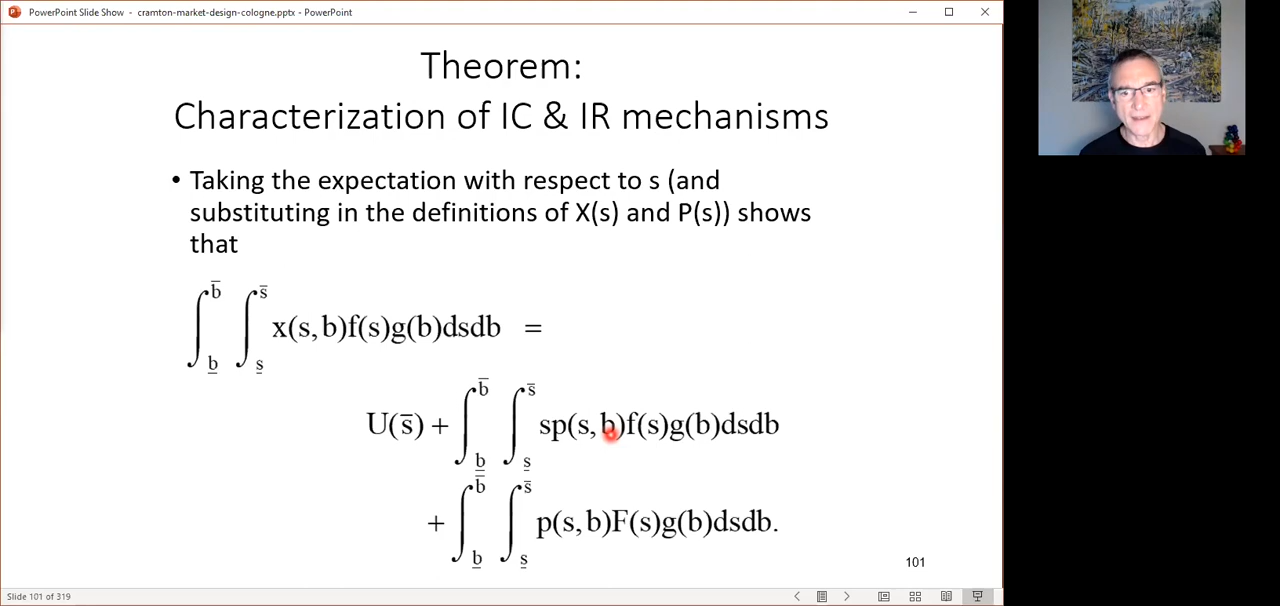 PowerPoint Slide Show - cramton-market-design-cologne.pptx - PowerPoint
Theorem:
Characterization of IC & IR mechanisms
• Taking the expectation with respect to s (and
substituting in the definitions of X(s) and P(s)) shows
that
∫_b̲^b̅ ∫_s̲^s̅ x(s,b)f(s)g(b)dsdb =
U(s̅) + ∫_b̲^b̅ ∫_s̲^s̅ sp(s,b)f(s)g(b)dsdb
+ ∫_b̲^b̅ ∫_s̲^s̅ p(s,b)F(s)g(b)dsdb.
101
Slide 101 of 319